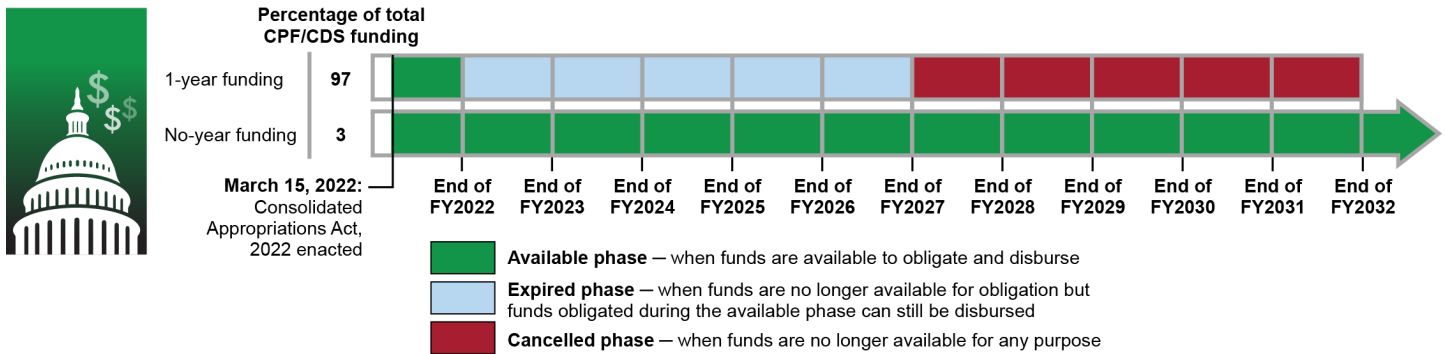 Percentage of total
CPF/CDS funding
1-year funding 97
No-year funding 3
March 15, 2022:
Consolidated
Appropriations Act,
2022 enacted
End of
FY2022
End of
FY2023
End of
FY2024
End of
FY2025
End of
FY2026
End of
FY2027
End of
FY2028
End of
FY2029
End of
FY2030
End of
FY2031
End of
FY2032
Available phase — when funds are available to obligate and disburse
Expired phase — when funds are no longer available for obligation but
funds obligated during the available phase can still be disbursed
Cancelled phase — when funds are no longer available for any purpose
$
$
$